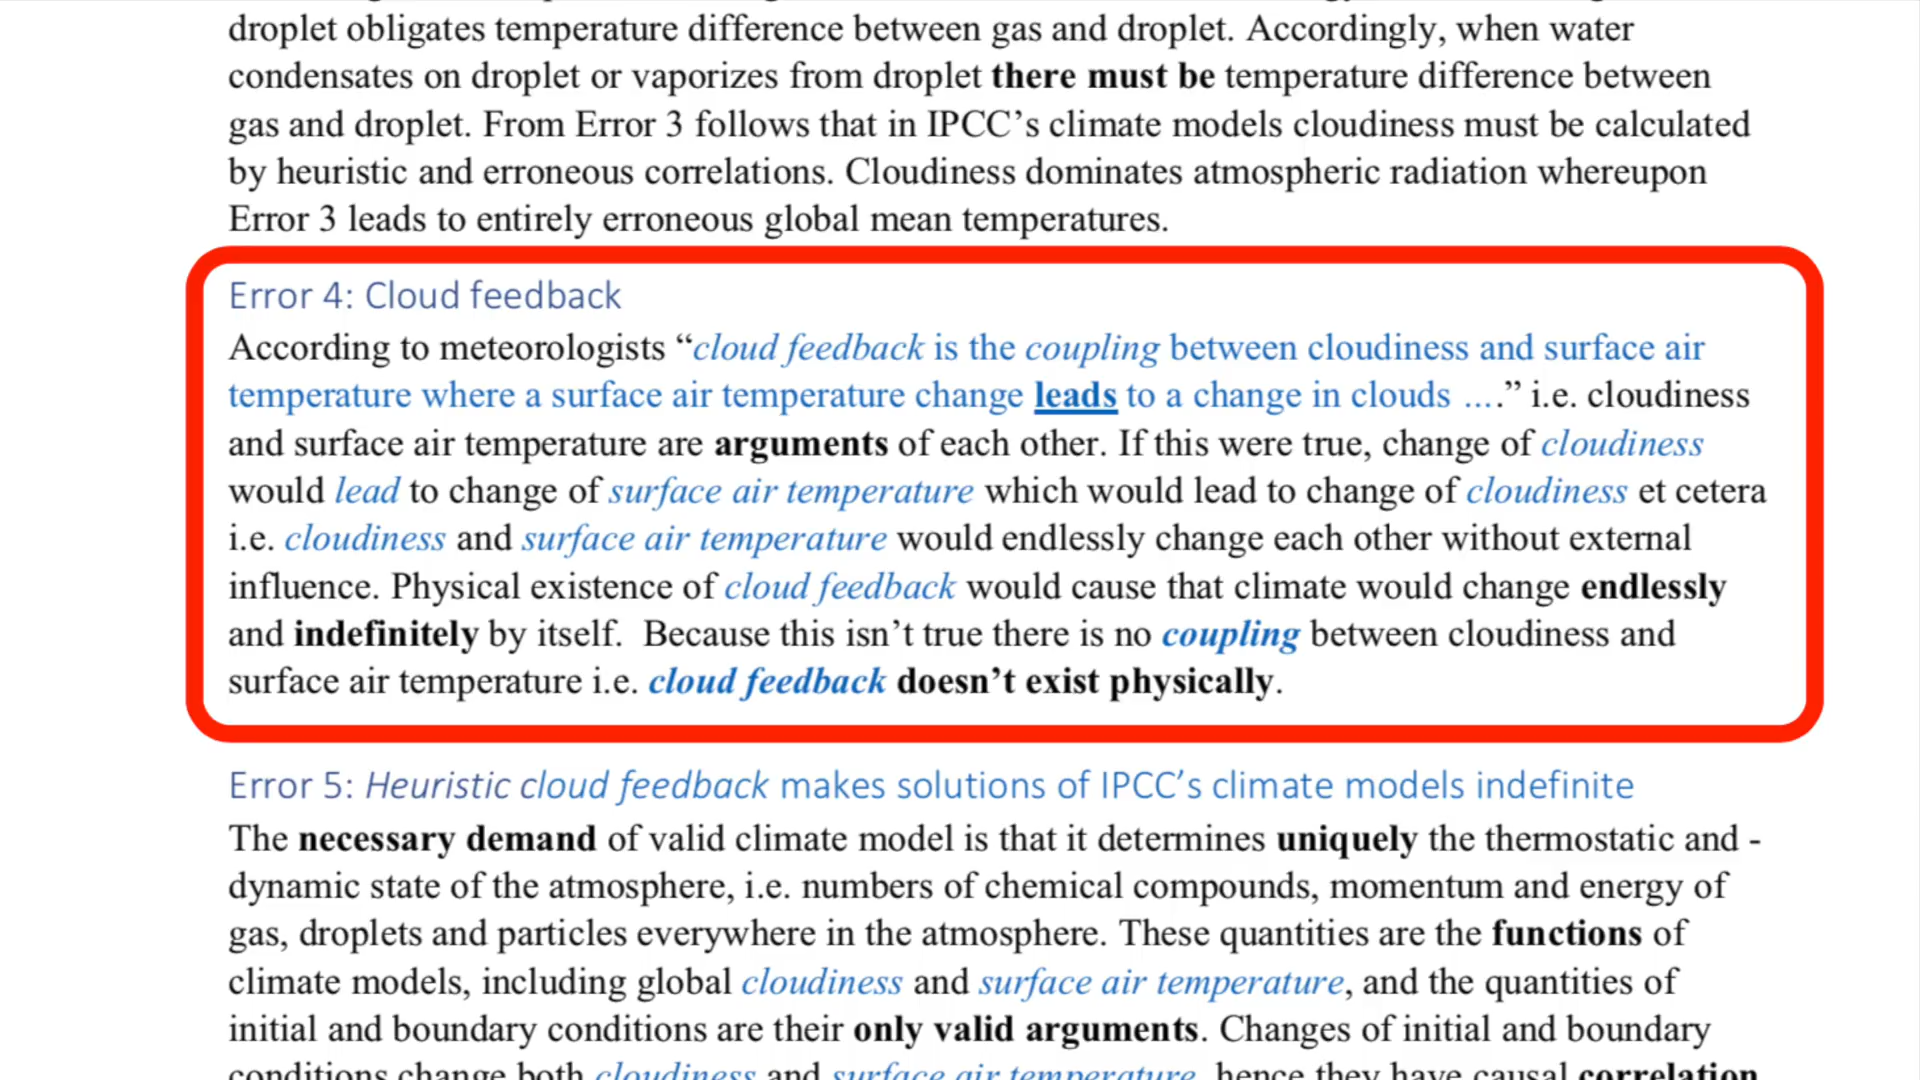 droplet obligates temperature difference between gas and droplet. Accordingly, when water
condensates on droplet or vaporizes from droplet there must be temperature difference between
gas and droplet. From Error 3 follows that in IPCC’s climate models cloudiness must be calculated
by heuristic and erroneous correlations. Cloudiness dominates atmospheric radiation whereupon
Error 3 leads to entirely erroneous global mean temperatures.
Error 4: Cloud feedback
According to meteorologists “cloud feedback is the coupling between cloudiness and surface air
temperature where a surface air temperature change leads to a change in clouds ….” i.e. cloudiness
and surface air temperature are arguments of each other. If this were true, change of cloudiness
would lead to change of surface air temperature which would lead to change of cloudiness et cetera
i.e. cloudiness and surface air temperature would endlessly change each other without external
influence. Physical existence of cloud feedback would cause that climate would change endlessly
and indefinitely by itself. Because this isn’t true there is no coupling between cloudiness and
surface air temperature i.e. cloud feedback doesn’t exist physically.
Error 5: Heuristic cloud feedback makes solutions of IPCC’s climate models indefinite
The necessary demand of valid climate model is that it determines uniquely the thermostatic and -
dynamic state of the atmosphere, i.e. numbers of chemical compounds, momentum and energy of
gas, droplets and particles everywhere in the atmosphere. These quantities are the functions of
climate models, including global cloudiness and surface air temperature, and the quantities of
initial and boundary conditions are their only valid arguments. Changes of initial and boundary
conditions change both cloudiness and surface air temperature, hence they have causal correlation